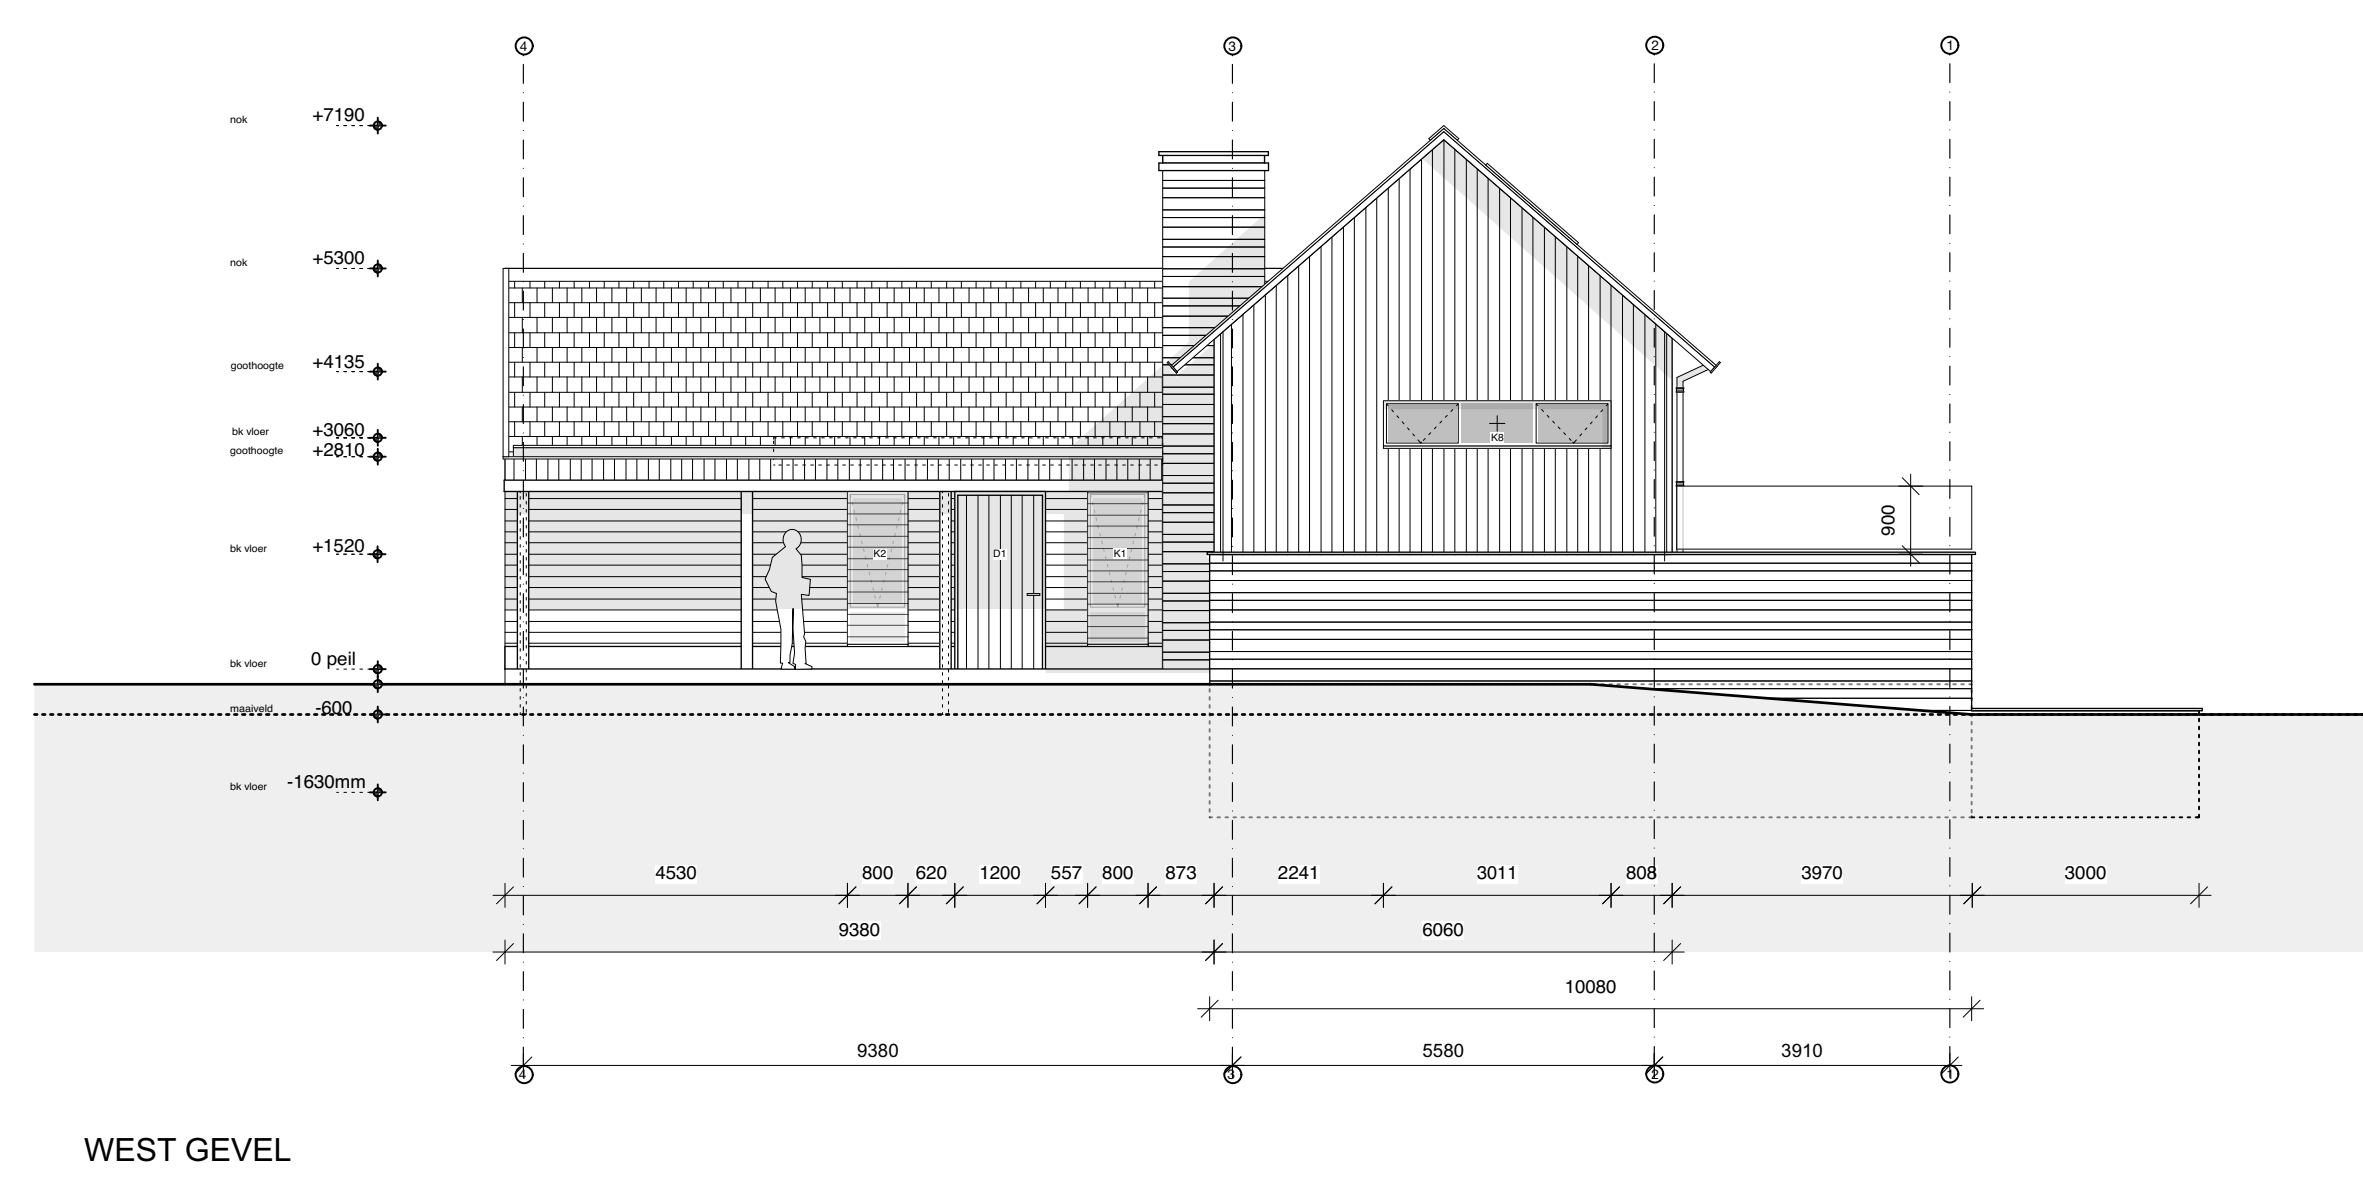 4 3 2 1
nok +7190
nok +5300
goothoogte +4135
bk vloer +3060
goothoogte +2810
K8
900
bk vloer +1520
K2 D1 K1
bk vloer 0 peil
maaiveld -600
bk vloer -1630mm
4530 800 620 1200 557 800 873 2241 3011 808 3970 3000
9380 6060
10080
9380 5580 3910
4 3 2 1
WEST GEVEL